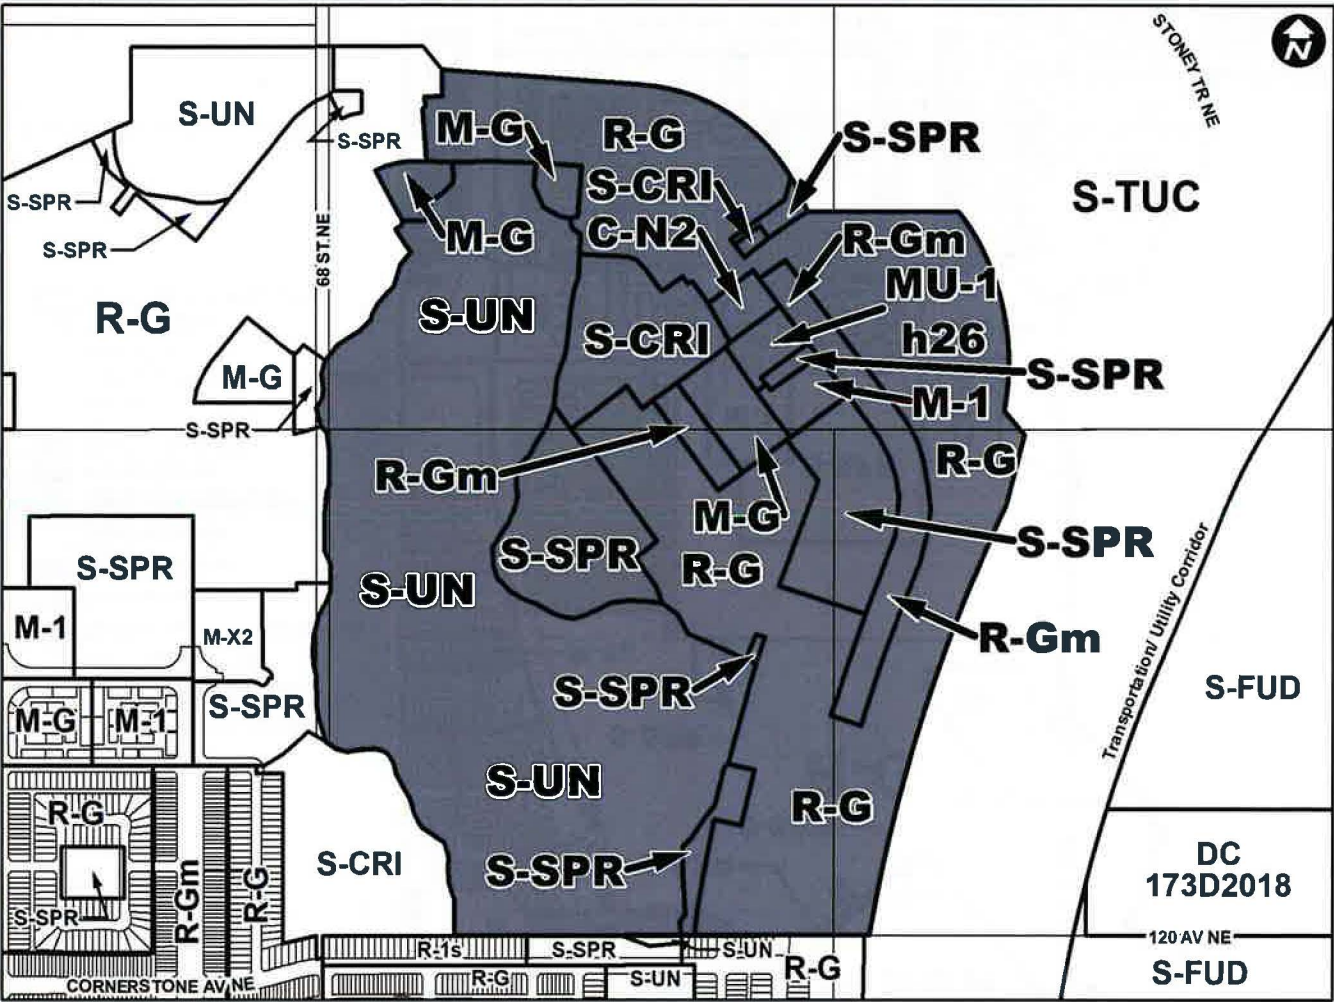 N
STONEY TR NE
S-UN
S-SPR
M-G
R-G
S-SPR
S-CRI
S-TUC
S-SPR
M-G
C-N2
R-Gm
S-SPR
68 ST. NE
MU-1
h26
R-G
S-UN
S-CRI
M-G
S-SPR
M-1
S-SPR
R-G
R-Gm
M-G
S-SPR
S-SPR
R-G
S-SPR
S-UN
M-1
M-X2
R-Gm
Transportation/ Utility Corridor
S-SPR
S-FUD
M-G
M-1
S-SPR
S-UN
R-G
R-G
S-CRI
S-SPR
DC
173D2018
R-Gm
R-G
S-SPR
120 AV NE
R-1s
S-SPR
S-UN
R-G
S-FUD
CORNERSTONE AV NE
R-G
S-UN